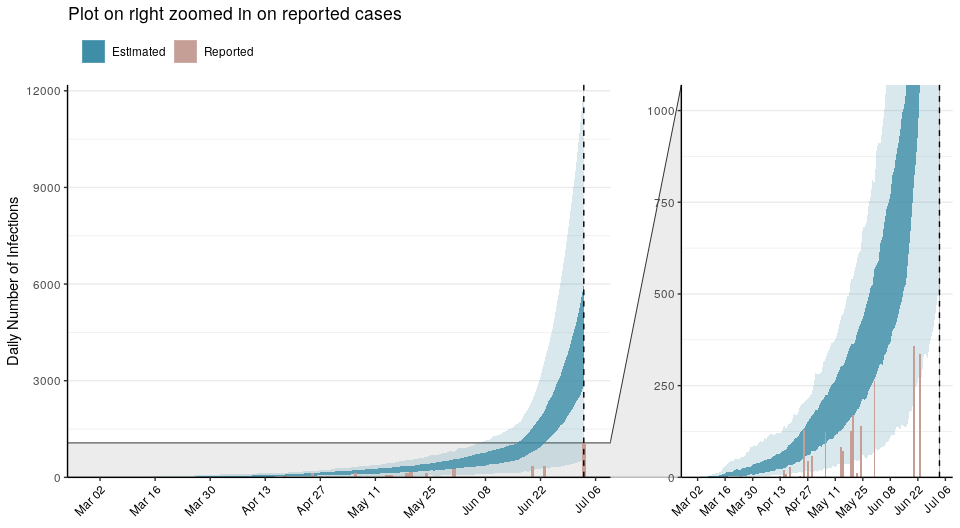 Plot on right zoomed in on reported cases
Estimated Reported
Daily Number of Infections
12000
9000
6000
3000
0
Mar 02 Mar 16 Mar 30 Apr 13 Apr 27 May 11 May 25 Jun 08 Jun 22 Jul 06
1000
750
500
250
0
Mar 02 Mar 16 Mar 30 Apr 13 Apr 27 May 11 May 25 Jun 08 Jun 22 Jul 06